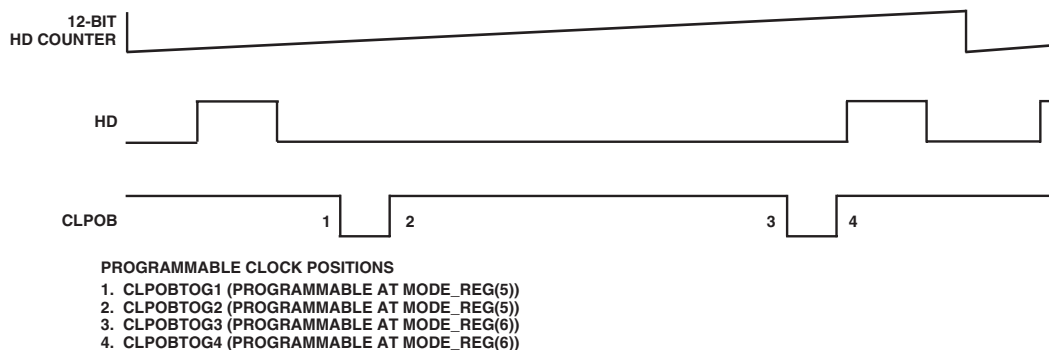 12-BIT
HD COUNTER
HD
CLPOB
1
2
3
4
PROGRAMMABLE CLOCK POSITIONS
1. CLPOBTOG1 (PROGRAMMABLE AT MODE_REG(5))
2. CLPOBTOG2 (PROGRAMMABLE AT MODE_REG(5))
3. CLPOBTOG3 (PROGRAMMABLE AT MODE_REG(6))
4. CLPOBTOG4 (PROGRAMMABLE AT MODE_REG(6))